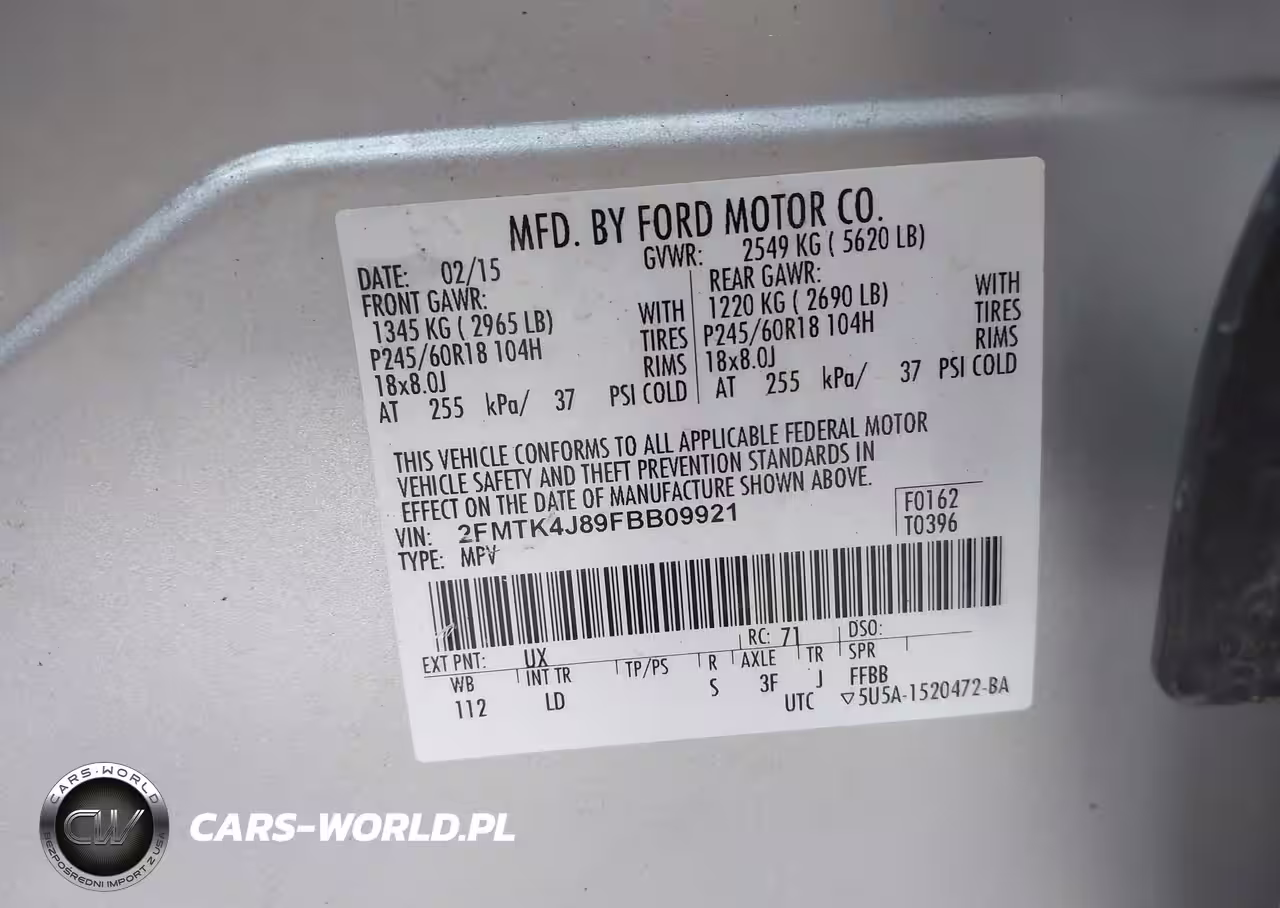 MFD. BY FORD MOTOR CO.
DATE: 02/15 GVWR: 2549 KG ( 5620 LB)
FRONT GAWR: REAR GAWR:
1345 KG ( 2965 LB) WITH 1220 KG ( 2690 LB) WITH
P245/60R18 104H TIRES P245/60R18 104H TIRES
18x8.0J RIMS 18x8.0J RIMS
AT 255 kPa/ 37 PSI COLD AT 255 kPa/ 37 PSI COLD
THIS VEHICLE CONFORMS TO ALL APPLICABLE FEDERAL MOTOR
VEHICLE SAFETY AND THEFT PREVENTION STANDARDS IN
EFFECT ON THE DATE OF MANUFACTURE SHOWN ABOVE.
VIN: 2FMTK4J89FBB09921 F0162
TYPE: MPV T0396
EXT PNT: UX RC: 71 DSO:
WB INT TR TP/PS R AXLE TR SPR
112 LD S 3F J FFBB
UTC ▽5U5A-1520472-BA
CARS-WORLD
CW
BEZPOŚREDNI IMPORT Z USA
CARS-WORLD.PL